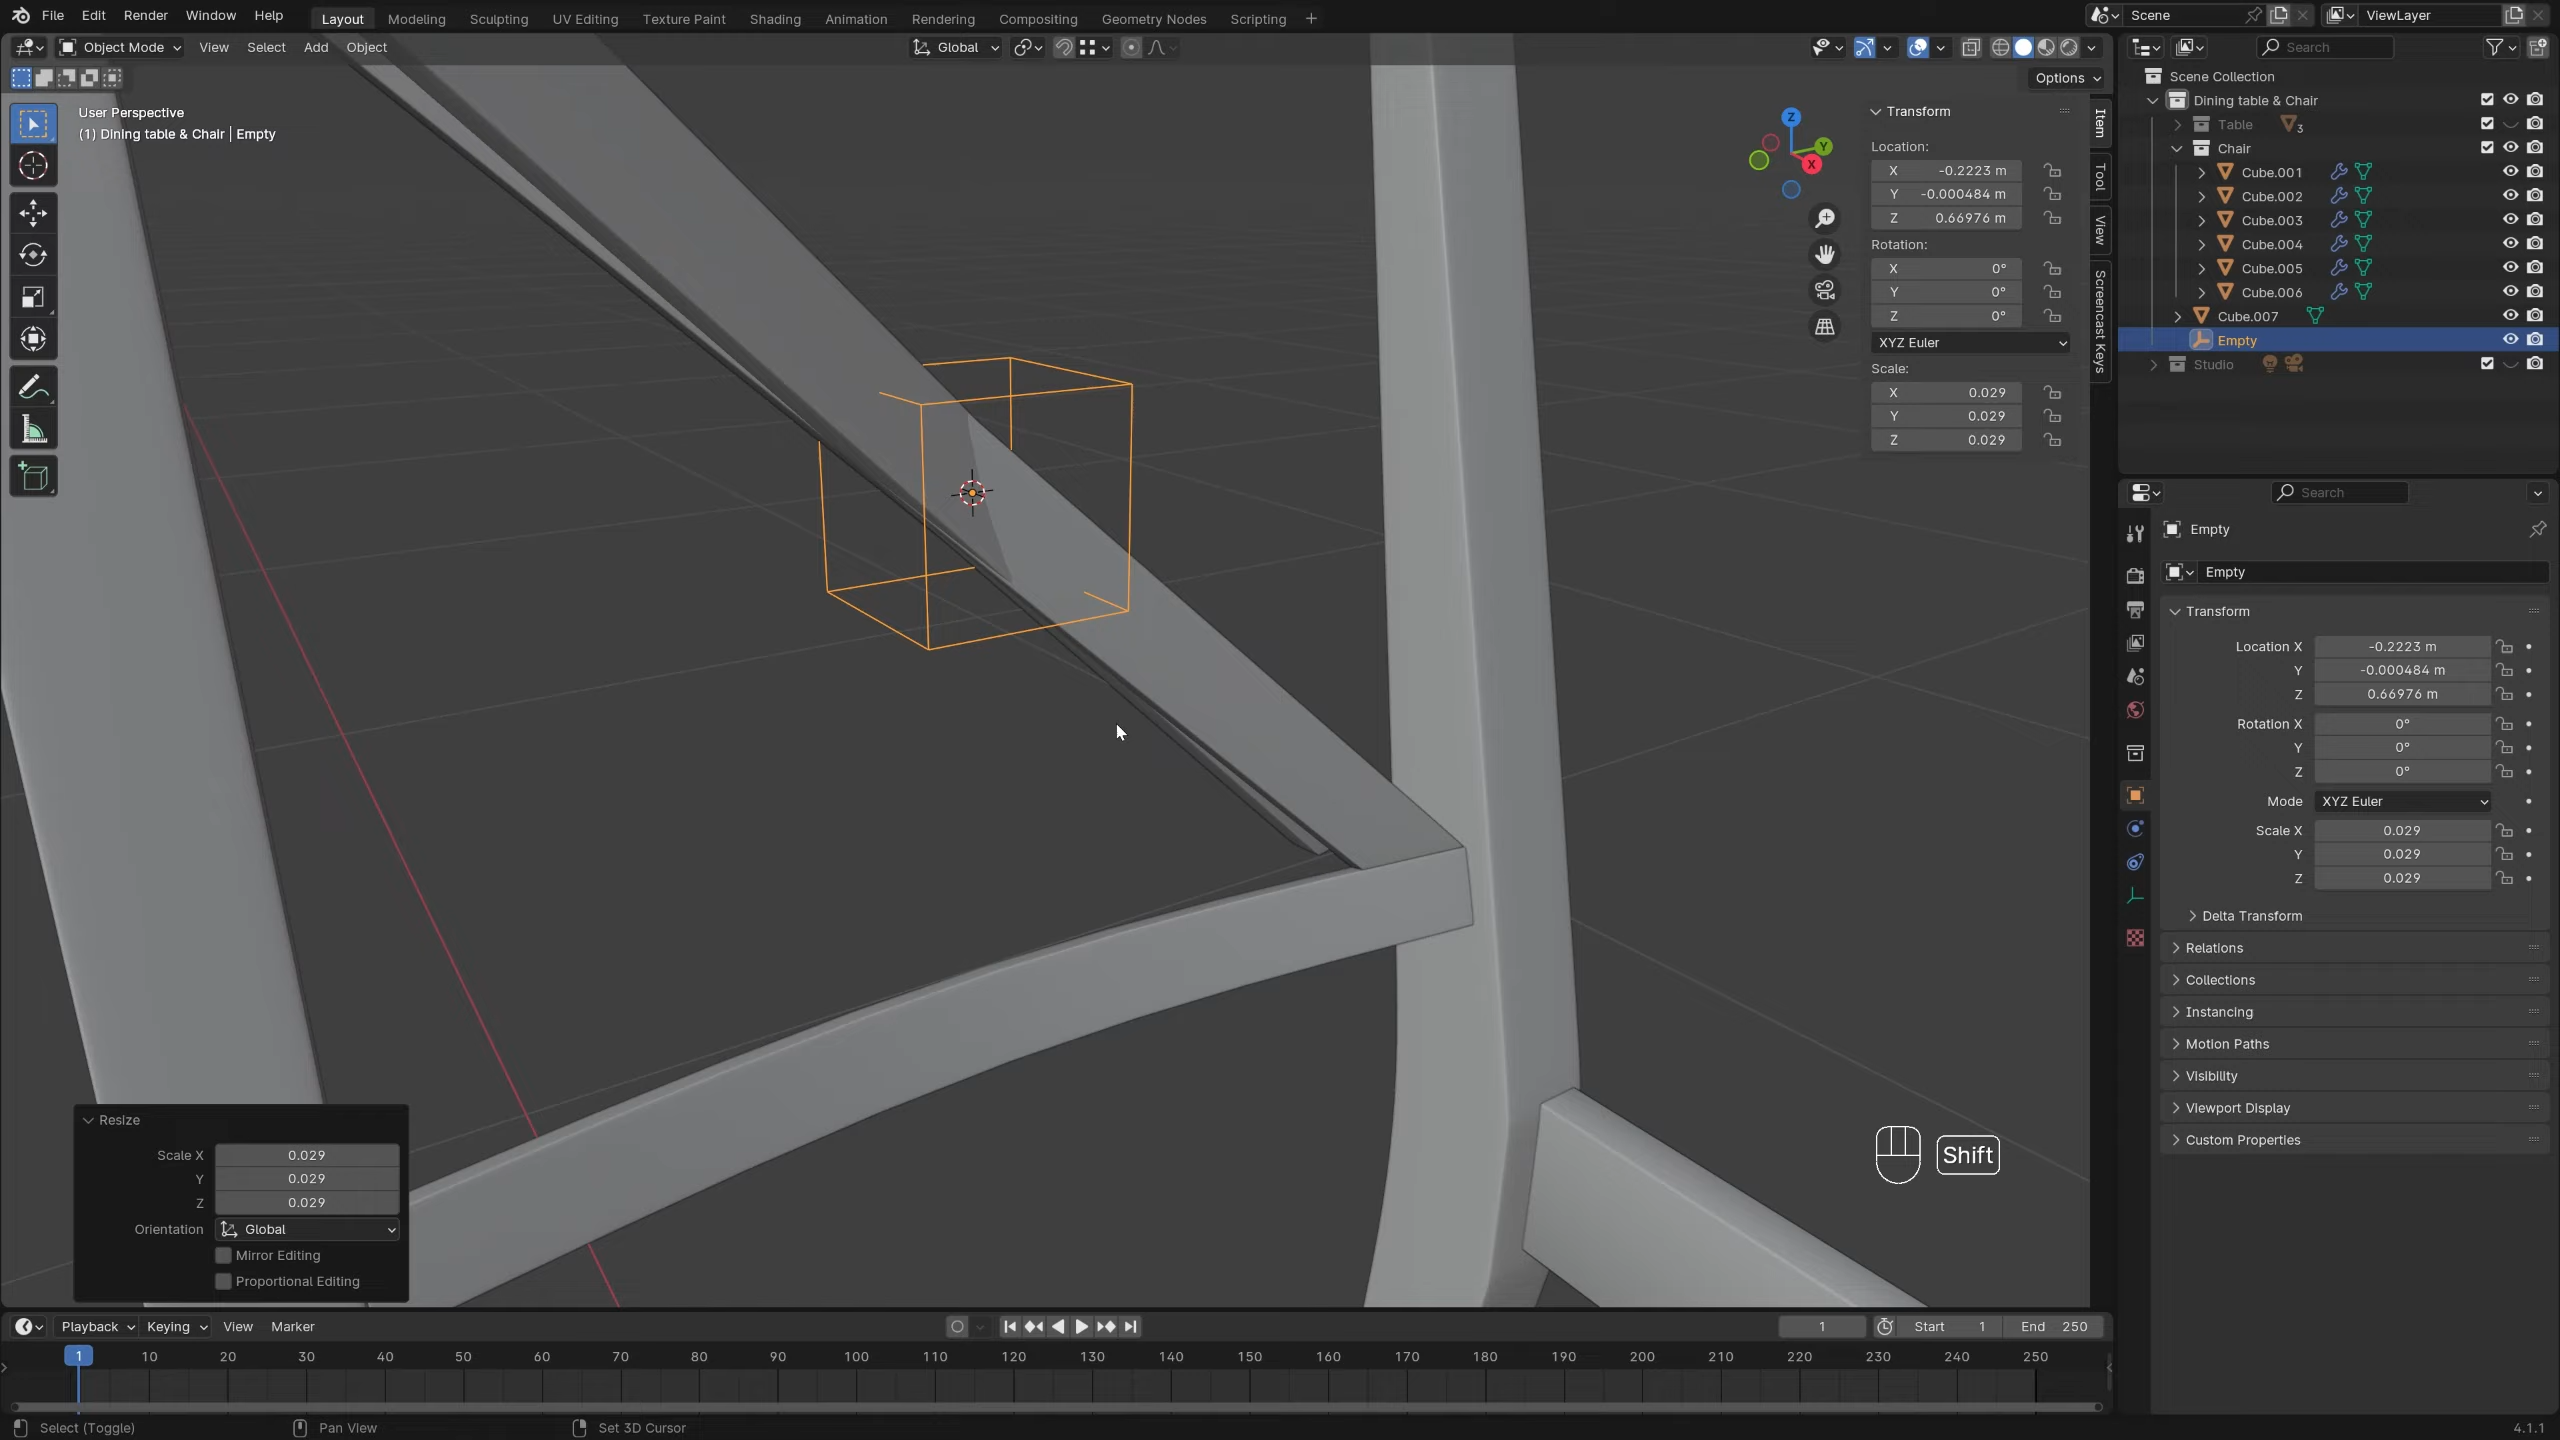 File Edit Render Window Help Layout Modeling Sculpting UV Editing Texture Paint Shading Animation Rendering Compositing Geometry Nodes Scripting + Scene ViewLayer
Object Mode View Select Add Object Global Search
Options
User Perspective
(1) Dining table & Chair | Empty
Z
Y
X
Transform
Location:
X -0.2223 m
Y -0.000484 m
Z 0.66976 m
Rotation:
X 0°
Y 0°
Z 0°
XYZ Euler
Scale:
X 0.029
Y 0.029
Z 0.029
Item
Tool
View
Screencast Keys
Scene Collection
Dining table & Chair
Table 3
Chair
Cube.001
Cube.002
Cube.003
Cube.004
Cube.005
Cube.006
Cube.007
Empty
Studio
Search
Empty
Empty
Transform
Location X -0.2223 m
Y -0.000484 m
Z 0.66976 m
Rotation X 0°
Y 0°
Z 0°
Mode XYZ Euler
Scale X 0.029
Y 0.029
Z 0.029
Delta Transform
Relations
Collections
Instancing
Motion Paths
Visibility
Viewport Display
Custom Properties
Resize
Scale X 0.029
Y 0.029
Z 0.029
Orientation Global
Mirror Editing
Proportional Editing
Shift
Playback Keying View Marker 1 Start 1 End 250
1 10 20 30 40 50 60 70 80 90 100 110 120 130 140 150 160 170 180 190 200 210 220 230 240 250
Select (Toggle) Pan View Set 3D Cursor 4.1.1